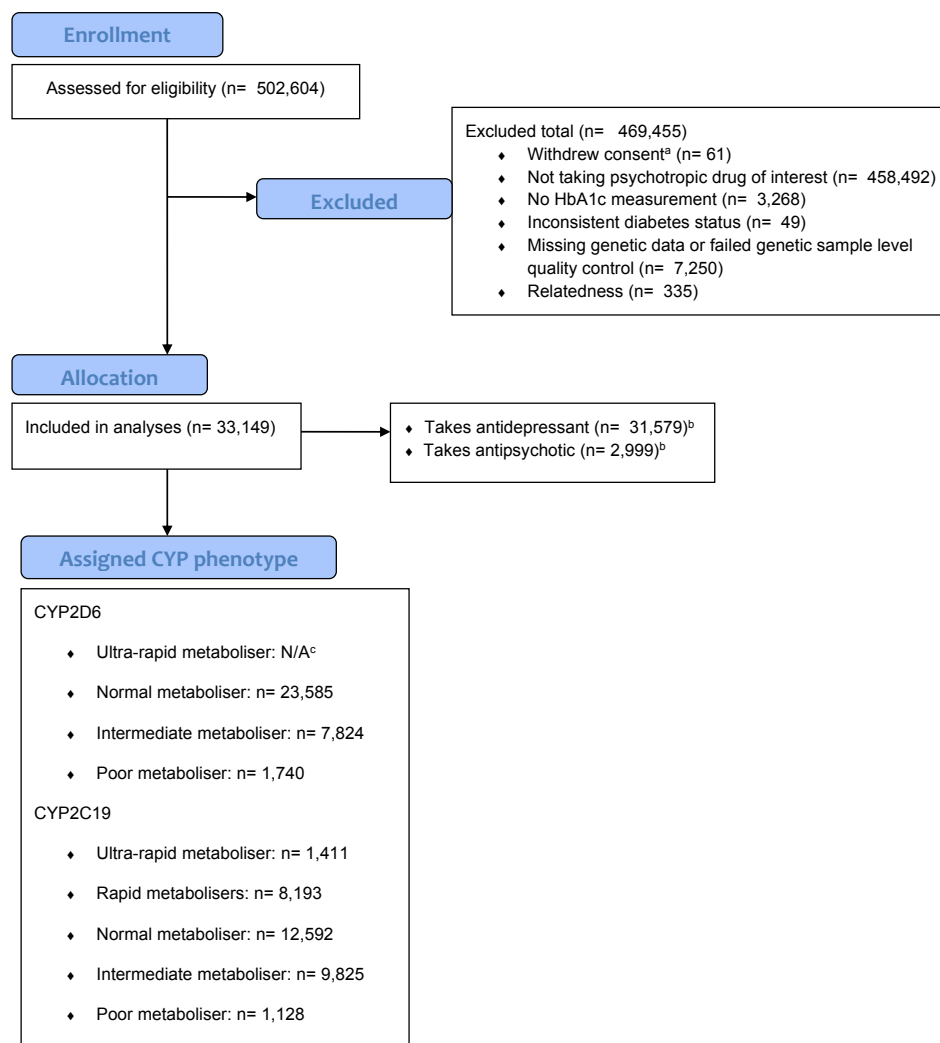 Enrollment
Assessed for eligibility (n= 502,604)
Excluded
Excluded total (n= 469,455)
♦ Withdrew consentᵃ (n= 61)
♦ Not taking psychotropic drug of interest (n= 458,492)
♦ No HbA1c measurement (n= 3,268)
♦ Inconsistent diabetes status (n= 49)
♦ Missing genetic data or failed genetic sample level
quality control (n= 7,250)
♦ Relatedness (n= 335)
Allocation
Included in analyses (n= 33,149)
♦ Takes antidepressant (n= 31,579)ᵇ
♦ Takes antipsychotic (n= 2,999)ᵇ
Assigned CYP phenotype
CYP2D6
♦ Ultra-rapid metaboliser: N/Aᶜ
♦ Normal metaboliser: n= 23,585
♦ Intermediate metaboliser: n= 7,824
♦ Poor metaboliser: n= 1,740
CYP2C19
♦ Ultra-rapid metaboliser: n= 1,411
♦ Rapid metabolisers: n= 8,193
♦ Normal metaboliser: n= 12,592
♦ Intermediate metaboliser: n= 9,825
♦ Poor metaboliser: n= 1,128